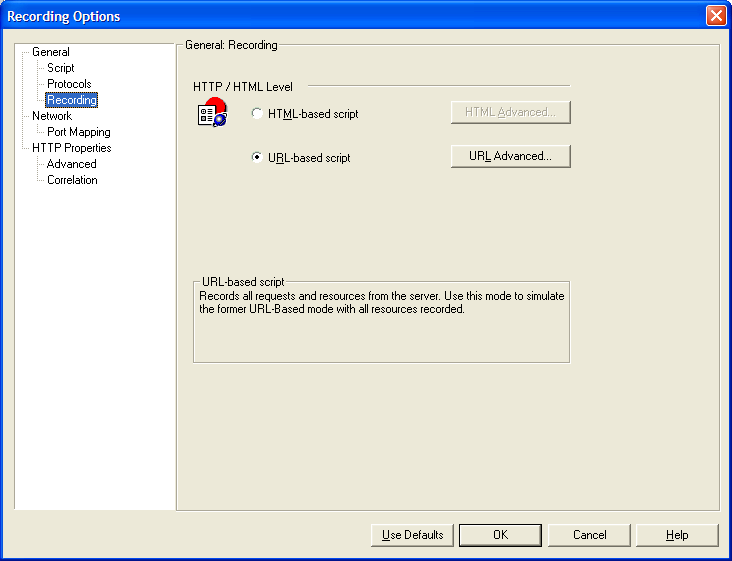 Recording Options
General
Script
Protocols
Recording
Network
Port Mapping
HTTP Properties
Advanced
Correlation
General: Recording
HTTP / HTML Level
HTML-based script
HTML Advanced...
URL-based script
URL Advanced...
URL-based script
Records all requests and resources from the server. Use this mode to simulate
the former URL-Based mode with all resources recorded.
Use Defaults
OK
Cancel
Help